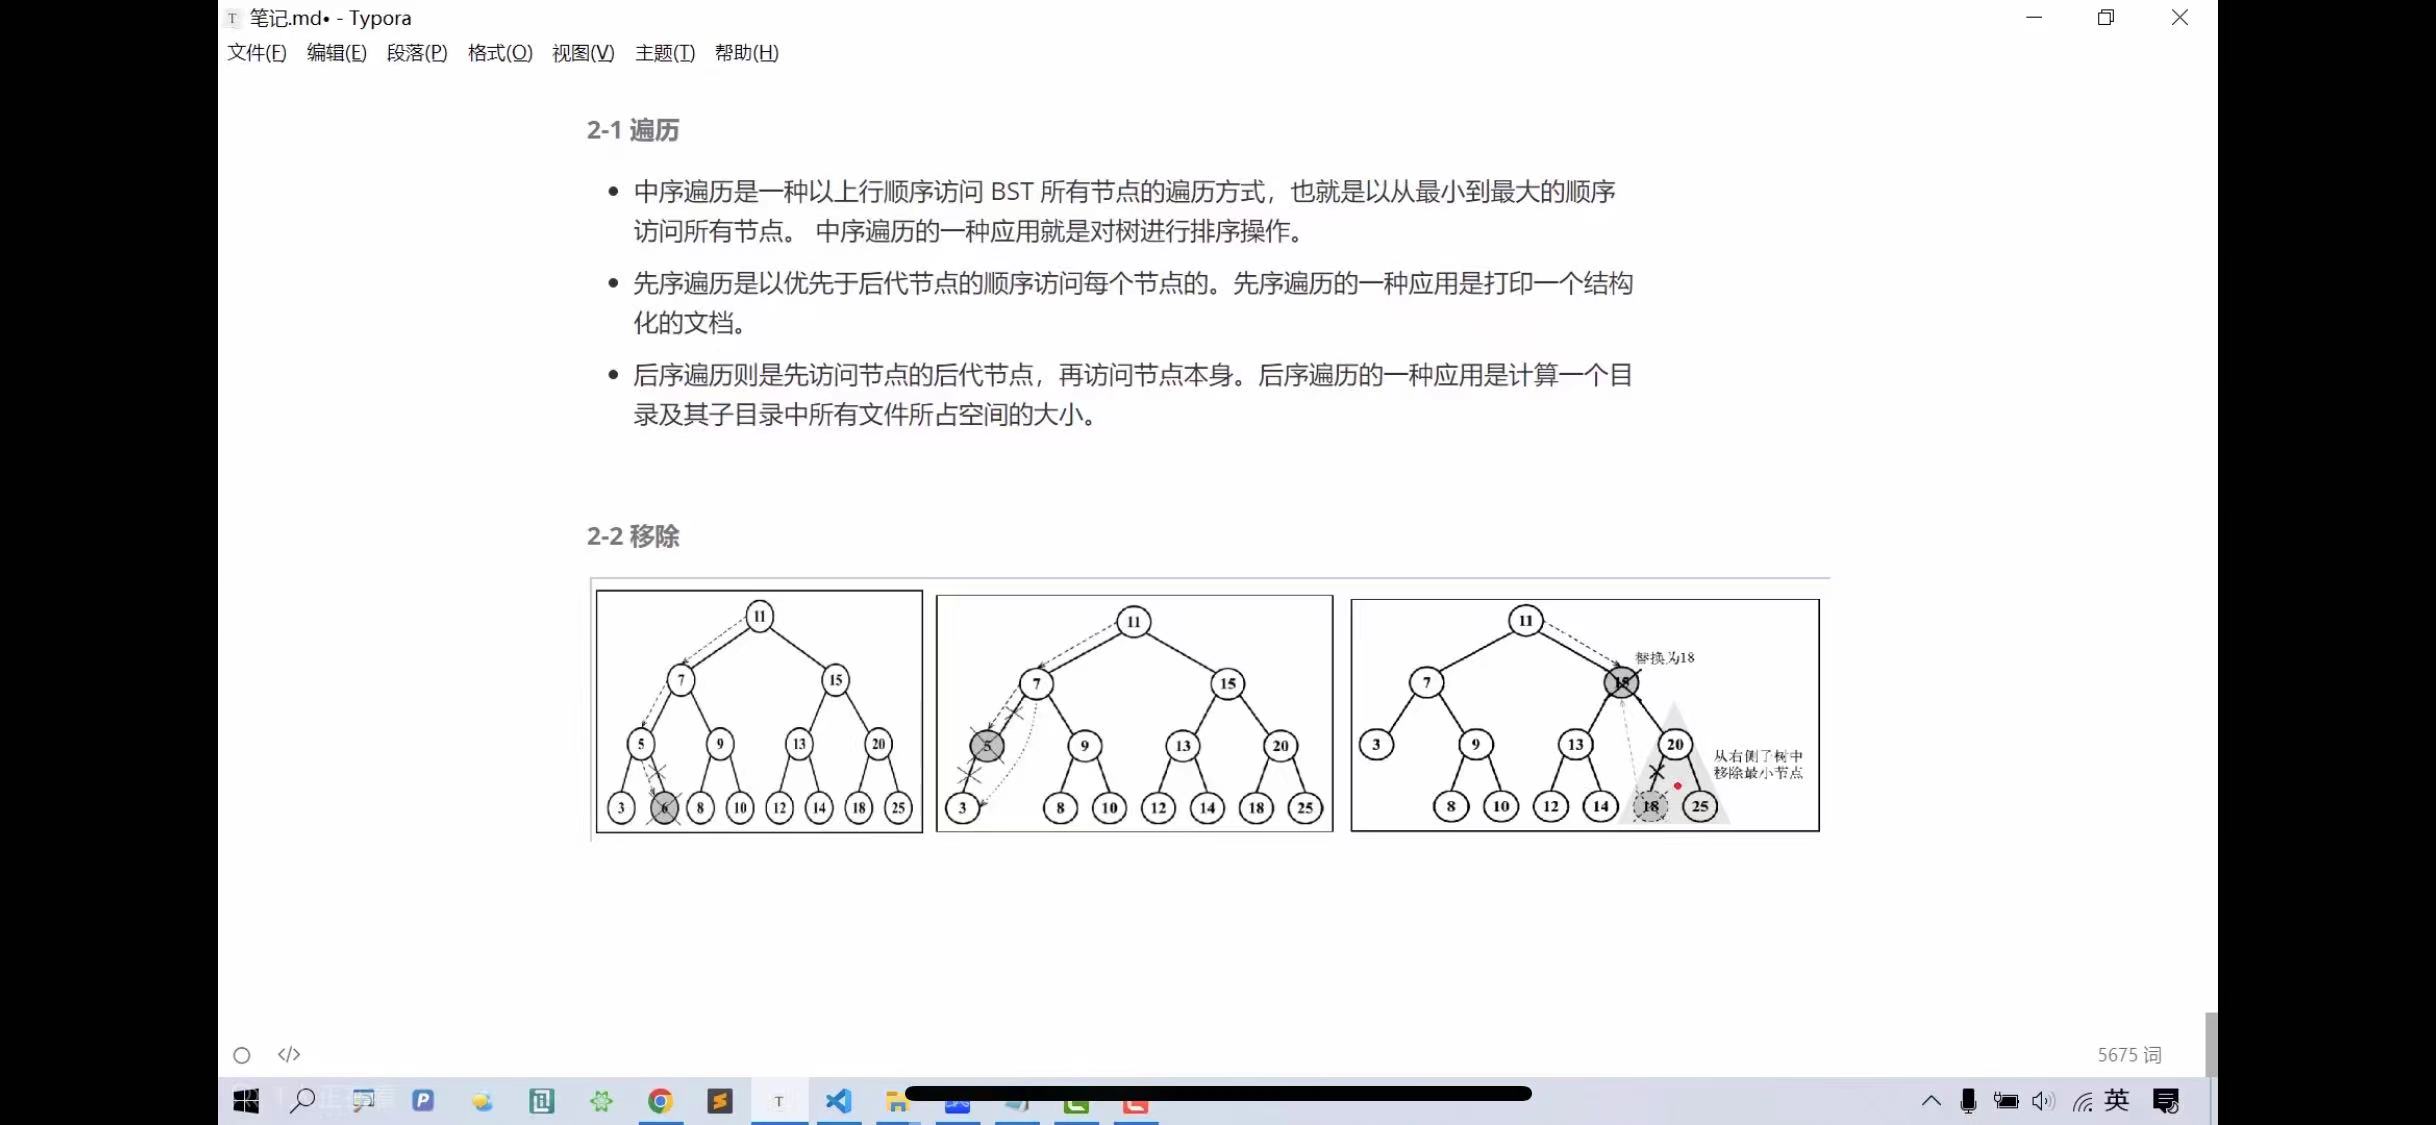 笔记.md• - Typora
文件(F) 编辑(E) 段落(P) 格式(O) 视图(V) 主题(T) 帮助(H)
2-1 遍历
中序遍历是一种以上行顺序访问 BST 所有节点的遍历方式，也就是以从最小到最大的顺序
访问所有节点。 中序遍历的一种应用就是对树进行排序操作。
先序遍历是以优先于后代节点的顺序访问每个节点的。先序遍历的一种应用是打印一个结构
化的文档。
后序遍历则是先访问节点的后代节点，再访问节点本身。后序遍历的一种应用是计算一个目
录及其子目录中所有文件所占空间的大小。
2-2 移除
11
7 15
5 9 13 20
3 6 8 10 12 14 18 25
11
7 15
5 9 13 20
3 8 10 12 14 18 25
11
替换为18
7 15
3 9 13 20
从右侧子树中
移除最小节点
8 10 12 14 18 25
</> 5675 词
T 英